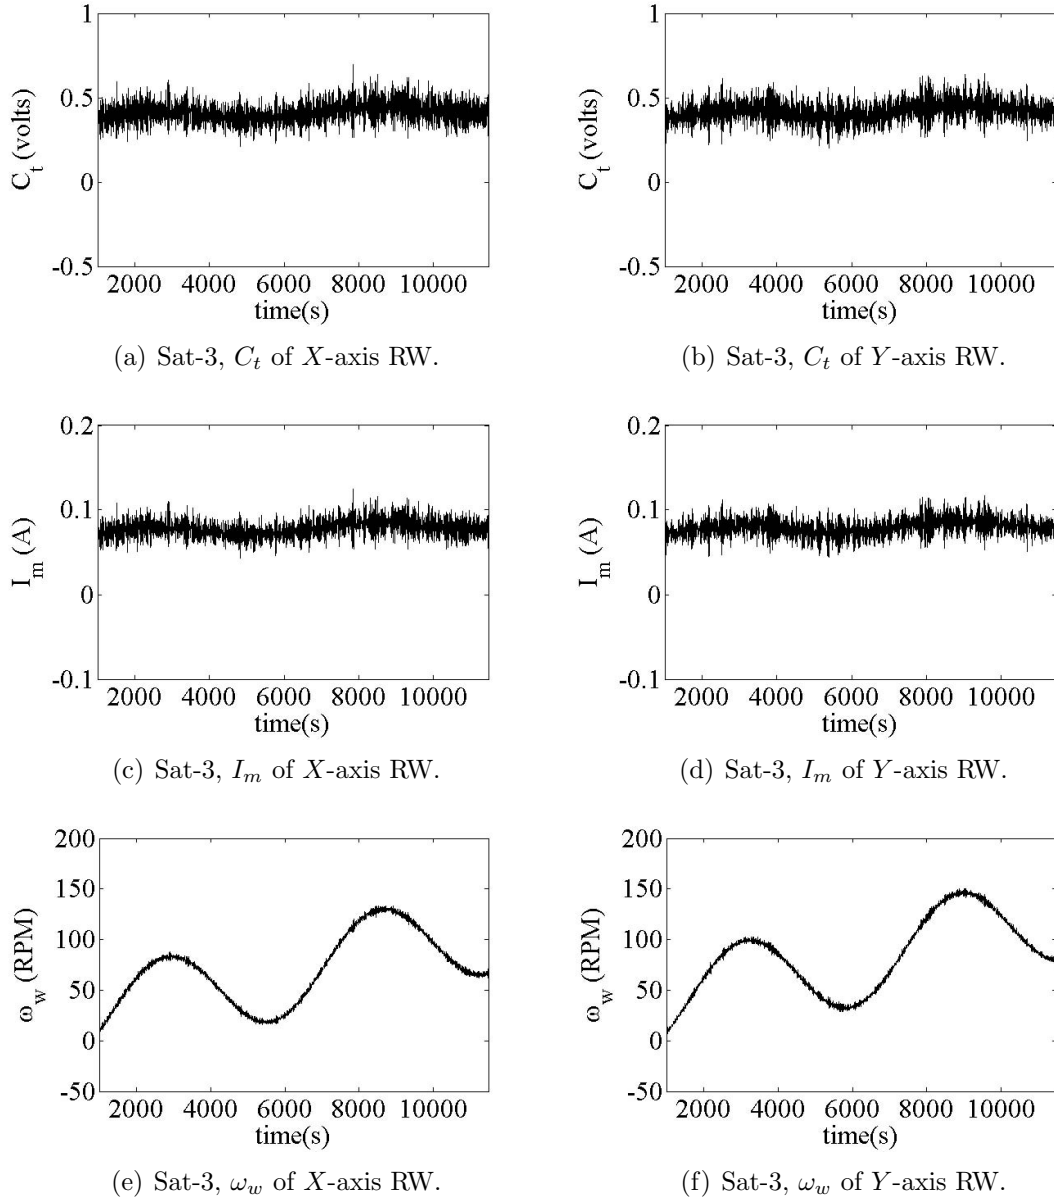 1
0.5
0
-0.5
C_t (volts)
2000 4000 6000 8000 10000
time(s)
(a) Sat-3, C_t of X-axis RW.
1
0.5
0
-0.5
C_t (volts)
2000 4000 6000 8000 10000
time(s)
(b) Sat-3, C_t of Y-axis RW.
0.2
0.1
0
-0.1
I_m (A)
2000 4000 6000 8000 10000
time(s)
(c) Sat-3, I_m of X-axis RW.
0.2
0.1
0
-0.1
I_m (A)
2000 4000 6000 8000 10000
time(s)
(d) Sat-3, I_m of Y-axis RW.
200
150
100
50
0
-50
ω_w (RPM)
2000 4000 6000 8000 10000
time(s)
(e) Sat-3, ω_w of X-axis RW.
200
150
100
50
0
-50
ω_w (RPM)
2000 4000 6000 8000 10000
time(s)
(f) Sat-3, ω_w of Y-axis RW.